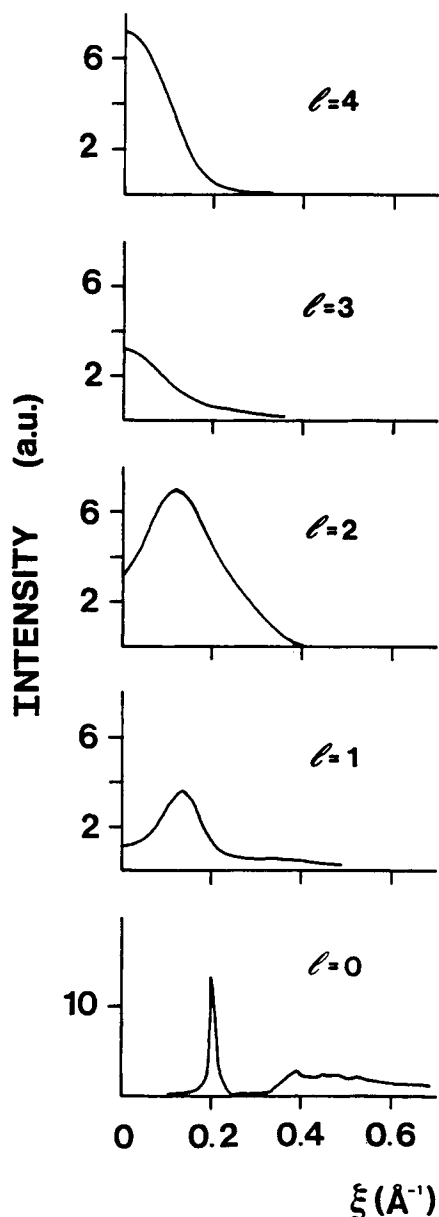 6
2
ℓ=4
6
2
ℓ=3
INTENSITY (a.u.)
6
2
ℓ=2
6
2
ℓ=1
10
ℓ=0
0 0.2 0.4 0.6
ξ(Å⁻¹)